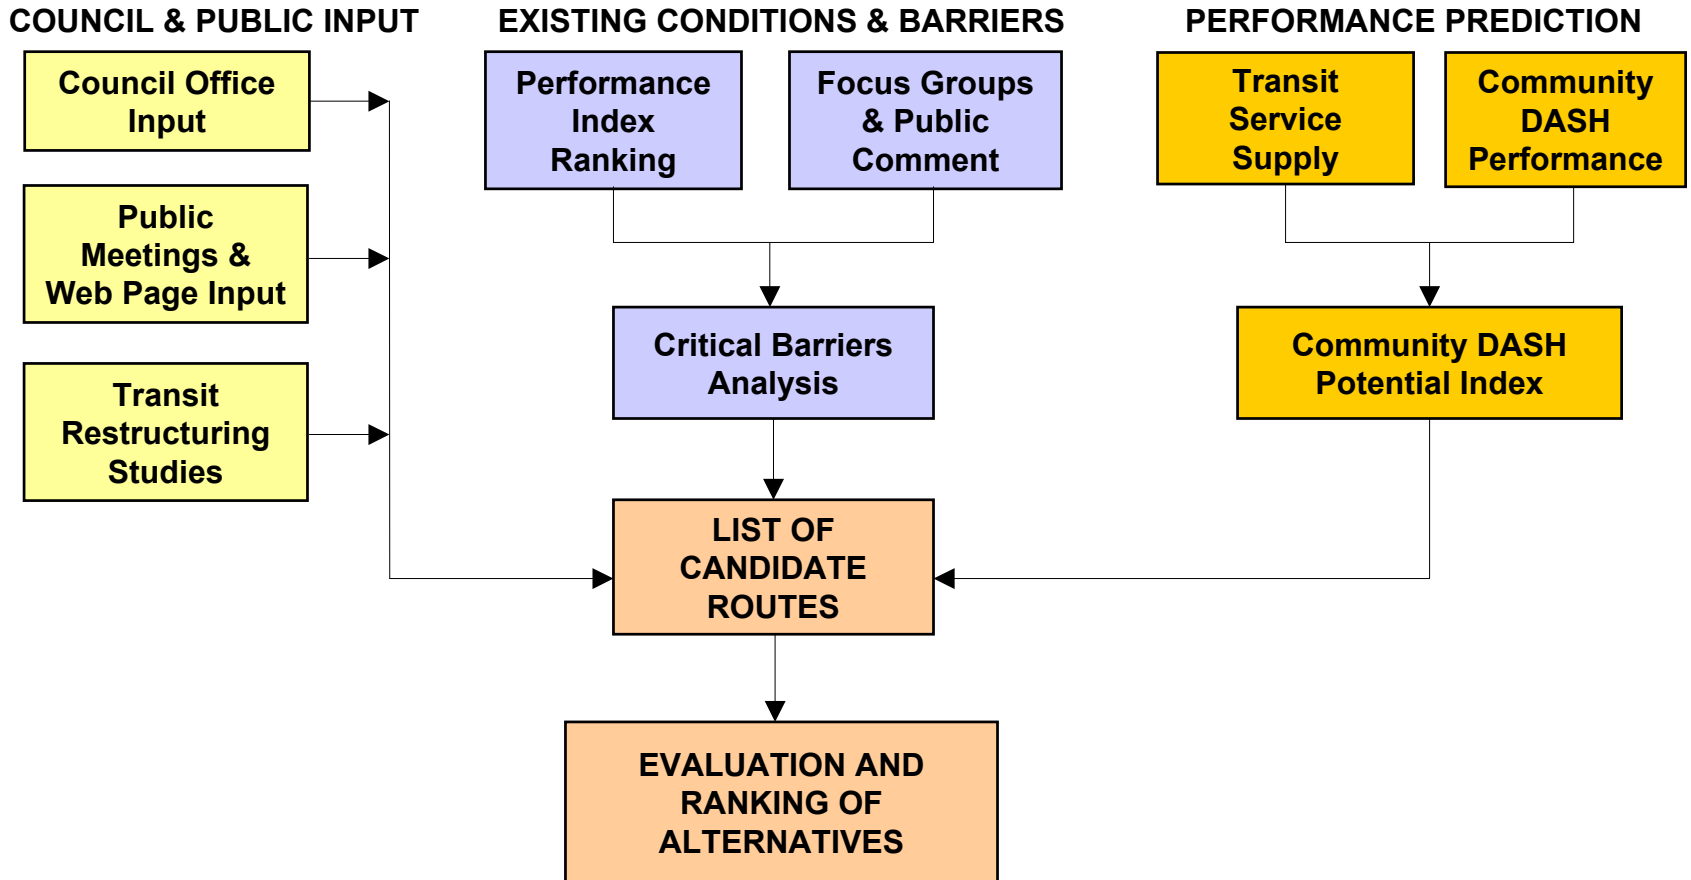 COUNCIL & PUBLIC INPUT
EXISTING CONDITIONS & BARRIERS
PERFORMANCE PREDICTION
Council Office
Input
Public
Meetings &
Web Page Input
Transit
Restructuring
Studies
Performance
Index
Ranking
Focus Groups
& Public
Comment
Critical Barriers
Analysis
Transit
Service
Supply
Community
DASH
Performance
Community DASH
Potential Index
LIST OF
CANDIDATE
ROUTES
EVALUATION AND
RANKING OF
ALTERNATIVES